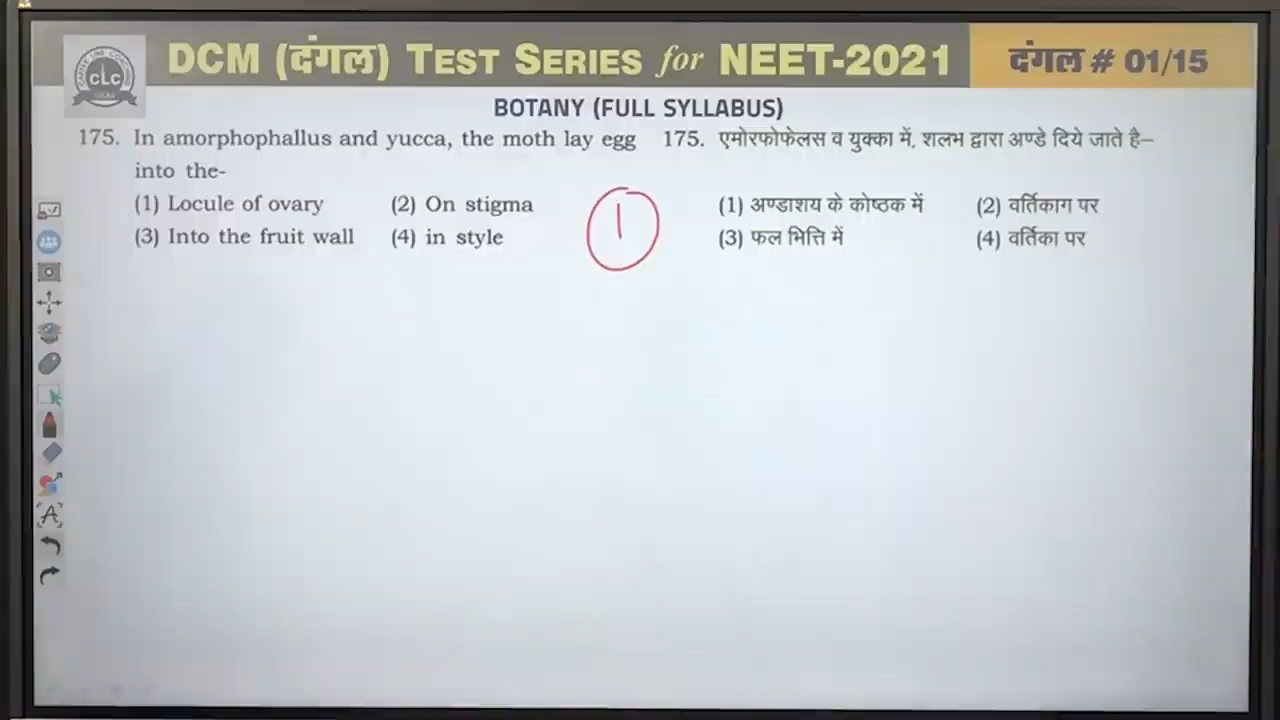 DCM (दंगल) TEST SERIES for NEET-2021
दंगल # 01/15
CLC
BOTANY (FULL SYLLABUS)
175. In amorphophallus and yucca, the moth lay egg
into the-
(1) Locule of ovary (2) On stigma
(3) Into the fruit wall (4) in style
1
175. एमोरफोफेलस व युक्का में, शलभ द्वारा अण्डे दिये जाते है–
(1) अण्डाशय के कोष्ठक में (2) वर्तिकाग पर
(3) फल भित्ति में (4) वर्तिका पर